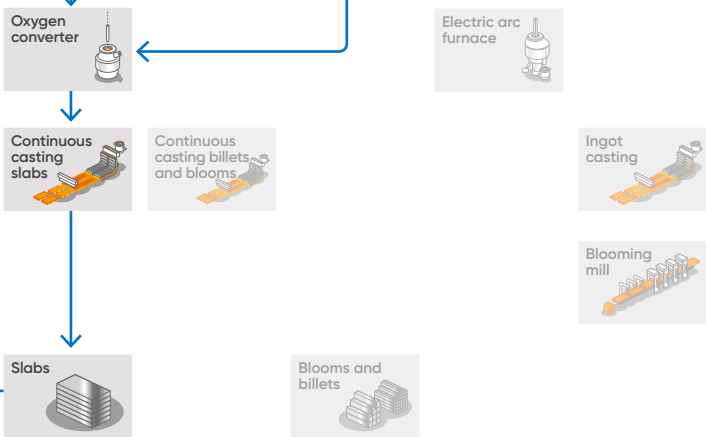 Oxygen
converter
Electric arc
furnace
Continuous
casting
slabs
Continuous
casting billets
and blooms
Ingot
casting
Blooming
mill
Slabs
Blooms and
billets